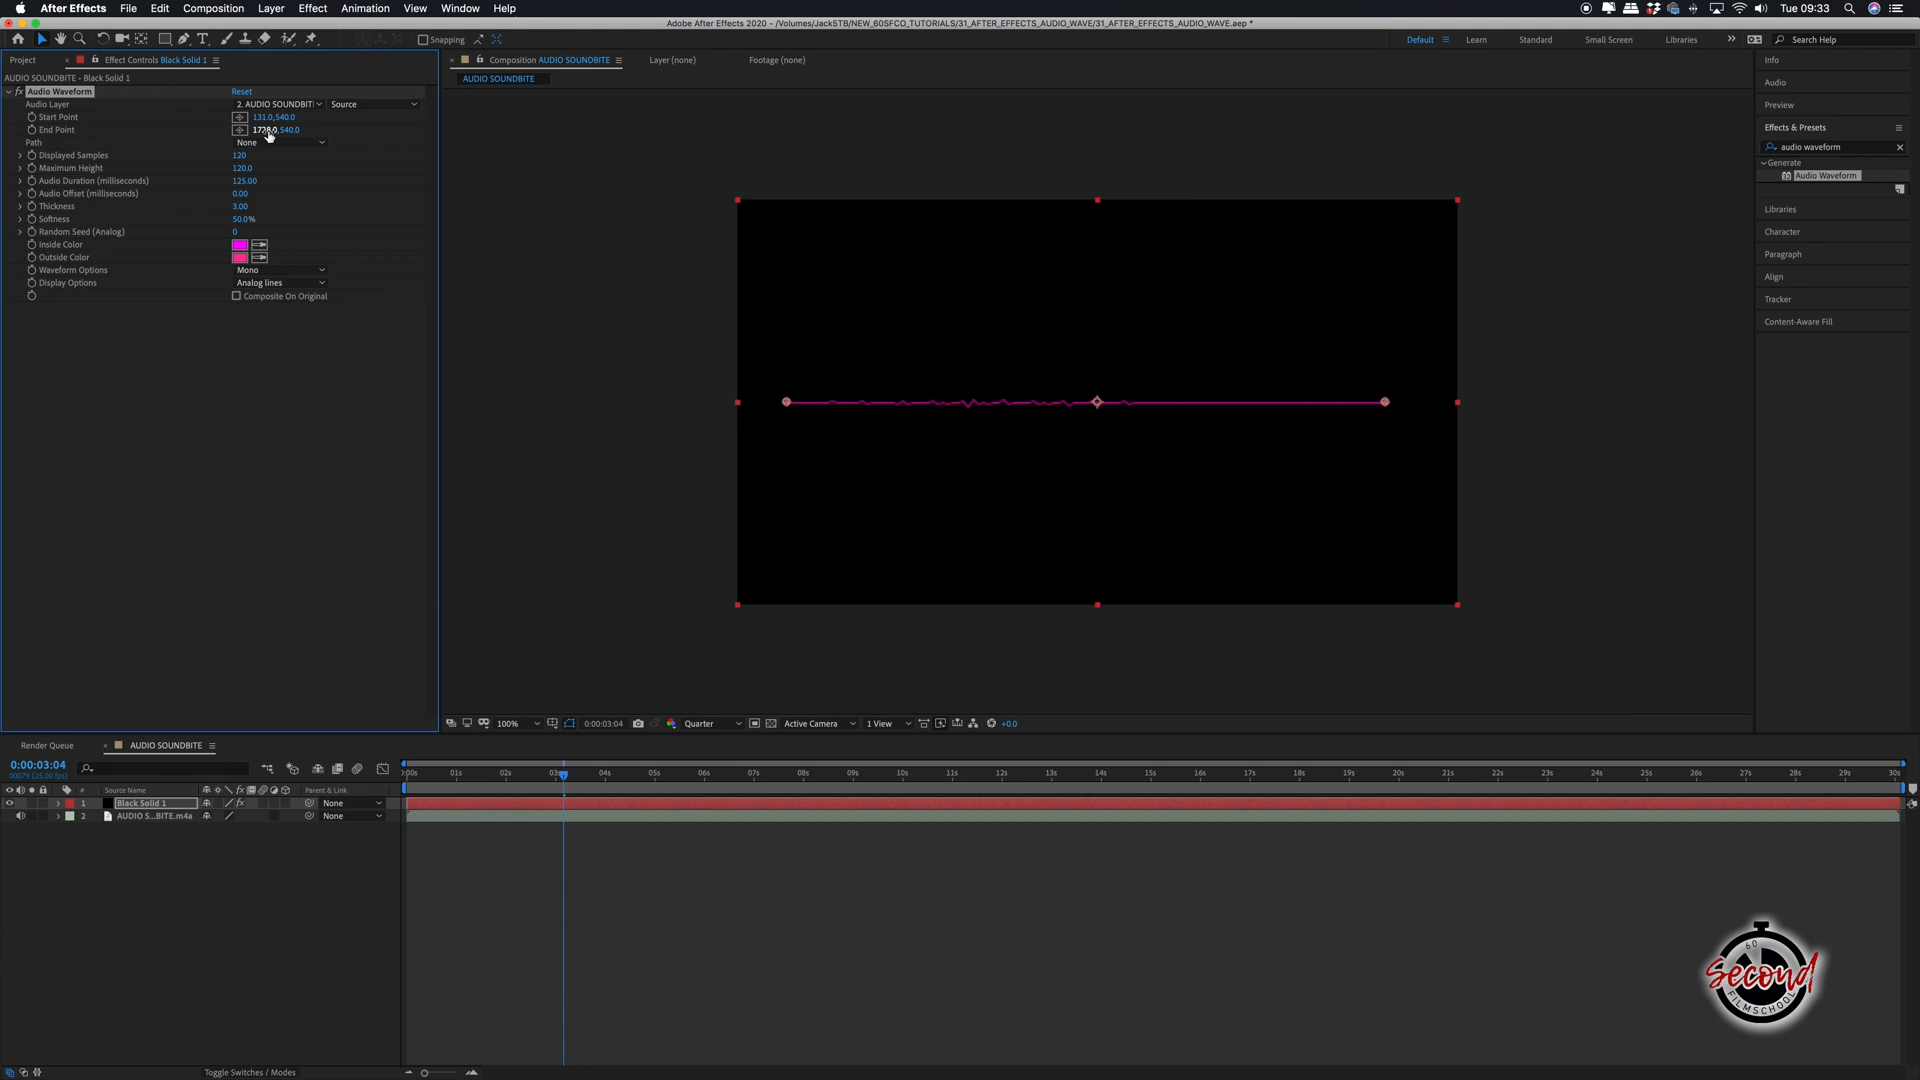 After Effects File Edit Composition Layer Effect Animation View Window Help Tue 09:33
Adobe After Effects 2020 - /Volumes/Jack5TB/NEW_60SFCO_TUTORIALS/31_AFTER_EFFECTS_AUDIO_WAVE/31_AFTER_EFFECTS_AUDIO_WAVE.aep *
Snapping Default Learn Standard Small Screen Libraries Search Help
Project Effect Controls Black Solid 1 Composition AUDIO SOUNDBITE Layer (none) Footage (none) Info
AUDIO SOUNDBITE • Black Solid 1 AUDIO SOUNDBITE Audio
fx Audio Waveform Reset
Audio Layer 2. AUDIO SOUNDBIT Source Preview
Start Point 131.0,540.0
End Point 540.0 Effects & Presets
Path None audio waveform
Displayed Samples 120 Generate
Maximum Height 120.0 32 Audio Waveform
Audio Duration (milliseconds) 125.00
Audio Offset (milliseconds) 0.00
Thickness 3.00 Libraries
Softness 50.0%
Random Seed (Analog) 0 Character
Inside Color
Outside Color Paragraph
Waveform Options Mono Align
Display Options Analog lines
Composite On Original Tracker
Content-Aware Fill
100% 0:00:03:04 Quarter Active Camera 1 View +0.0
Render Queue AUDIO SOUNDBITE
0:00:03:04
00079 (25.00 fps)
:00s 01s 02s 03s 04s 05s 06s 07s 08s 09s 10s 11s 12s 13s 14s 15s 16s 17s 18s 19s 20s 21s 22s 23s 24s 25s 26s 27s 28s 29s 30s
# Source Name fx Parent & Link
1 Black Solid 1 fx None
2 AUDIO S...BITE.m4a None
60
Second
FILMSCHOOL
Toggle Switches / Modes